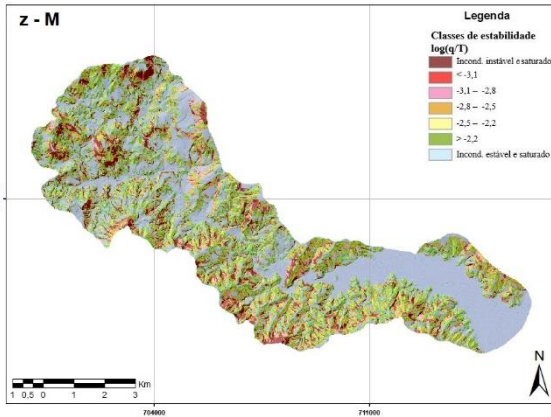 z - M
Legenda
Classes de estabilidade
log(q/T)
Incond. instável e saturado
< -3,1
-3,1 – -2,8
-2,8 – -2,5
-2,5 – -2,2
> -2,2
Incond. estável e saturado
N
1 0,5 0 1 2 3 Km
704000 711000